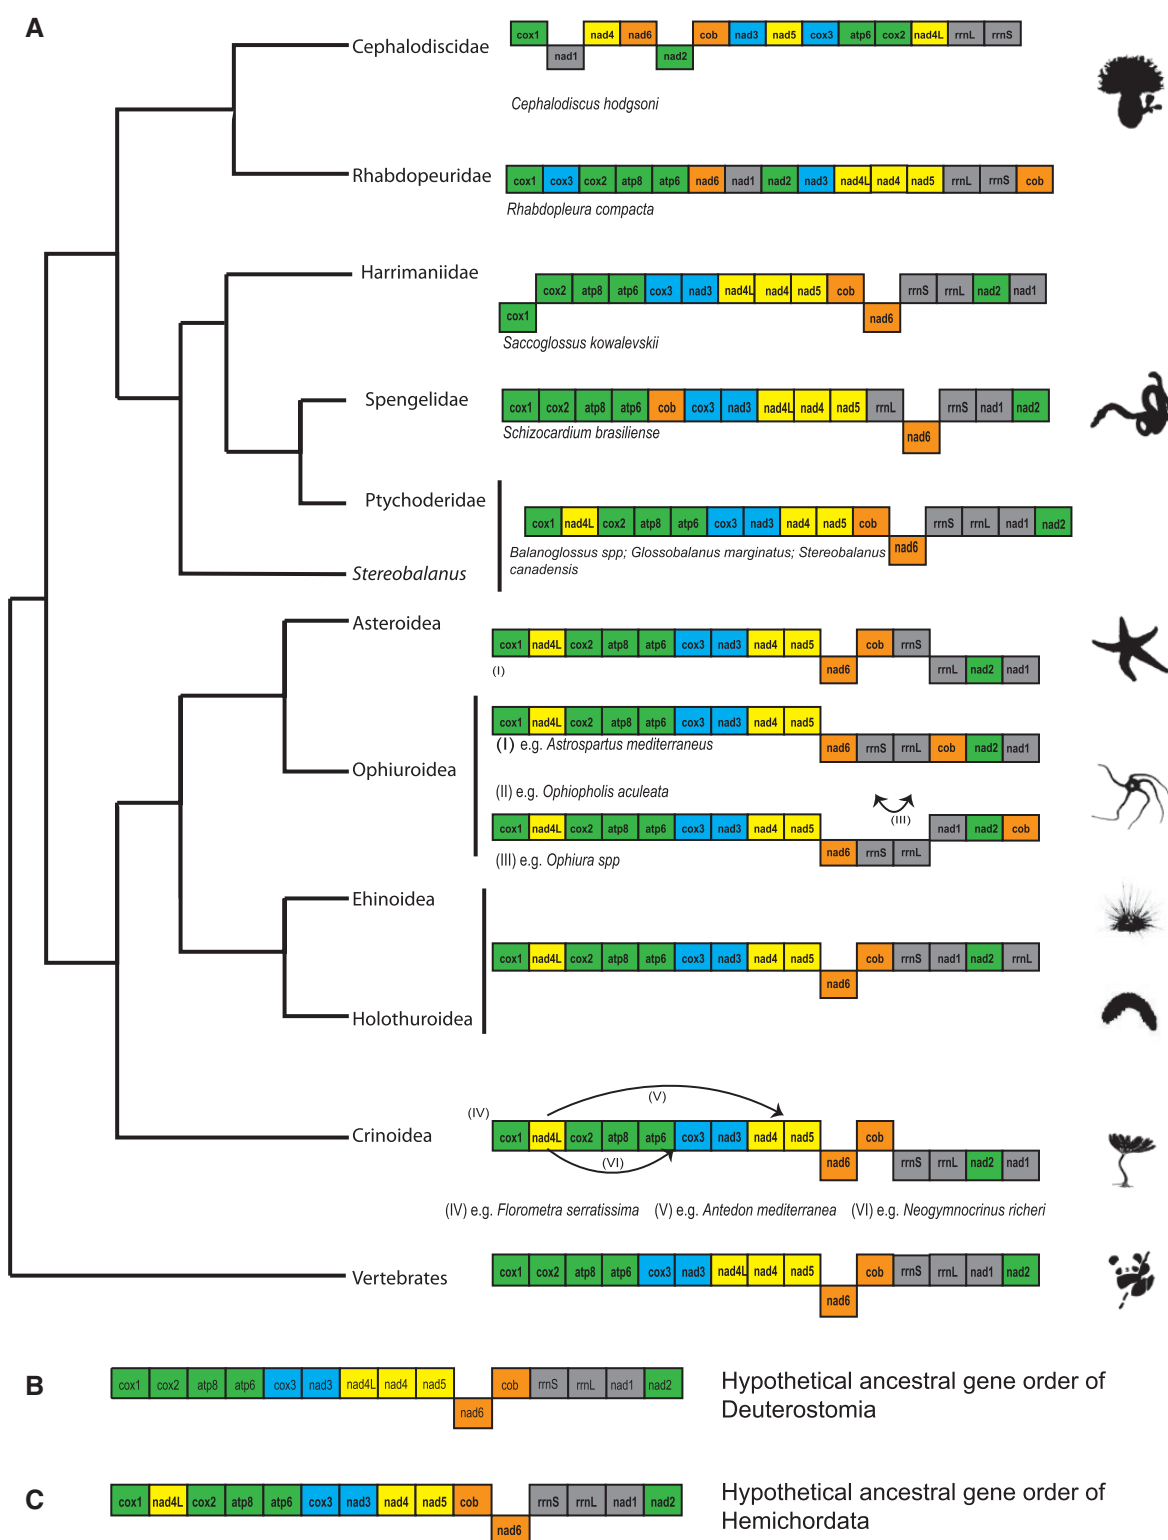 A
Cephalodiscidae
cox1 nad4 nad6 cob nad3 nad5 cox3 atp6 cox2 nad4L rrnL rrnS
nad1 nad2
Cephalodiscus hodgsoni
Rhabdopeuridae
cox1 cox3 cox2 atp8 atp6 nad6 nad1 nad2 nad3 nad4L nad4 nad5 rrnL rrnS cob
Rhabdopleura compacta
Harrimaniidae
cox2 atp8 atp6 cox3 nad3 nad4L nad4 nad5 cob rrnS rrnL nad2 nad1
cox1 nad6
Saccoglossus kowalevskii
Spengelidae
cox1 cox2 atp8 atp6 cob cox3 nad3 nad4L nad4 nad5 rrnL rrnS nad1 nad2
nad6
Schizocardium brasiliense
Ptychoderidae
cox1 nad4L cox2 atp8 atp6 cox3 nad3 nad4 nad5 cob rrnS rrnL nad1 nad2
nad6
Balanoglossus spp; Glossobalanus marginatus; Stereobalanus
canadensis
Stereobalanus
Asteroidea
cox1 nad4L cox2 atp8 atp6 cox3 nad3 nad4 nad5 cob rrnS
nad6 rrnL nad2 nad1
(I)
cox1 nad4L cox2 atp8 atp6 cox3 nad3 nad4 nad5
nad6 rrnS rrnL cob nad2 nad1
(I) e.g. Astrospartus mediterraneus
Ophiuroidea
(II) e.g. Ophiopholis aculeata
(III)
cox1 nad4L cox2 atp8 atp6 cox3 nad3 nad4 nad5 nad1 nad2 cob
nad6 rrnS rrnL
(III) e.g. Ophiura spp
Ehinoidea
cox1 nad4L cox2 atp8 atp6 cox3 nad3 nad4 nad5 cob rrnS nad1 nad2 rrnL
nad6
Holothuroidea
(V)
(IV)
Crinoidea
cox1 nad4L cox2 atp8 atp6 cox3 nad3 nad4 nad5 cob
(VI)
nad6 rrnS rrnL nad2 nad1
(IV) e.g. Florometra serratissima (V) e.g. Antedon mediterranea (VI) e.g. Neogymnocrinus richeri
Vertebrates
cox1 cox2 atp8 atp6 cox3 nad3 nad4L nad4 nad5 cob rrnS rrnL nad1 nad2
nad6
B
cox1 cox2 atp8 atp6 cox3 nad3 nad4L nad4 nad5 cob rrnS rrnL nad1 nad2
nad6
Hypothetical ancestral gene order of
Deuterostomia
C
cox1 nad4L cox2 atp8 atp6 cox3 nad3 nad4 nad5 cob rrnS rrnL nad1 nad2
nad6
Hypothetical ancestral gene order of
Hemichordata